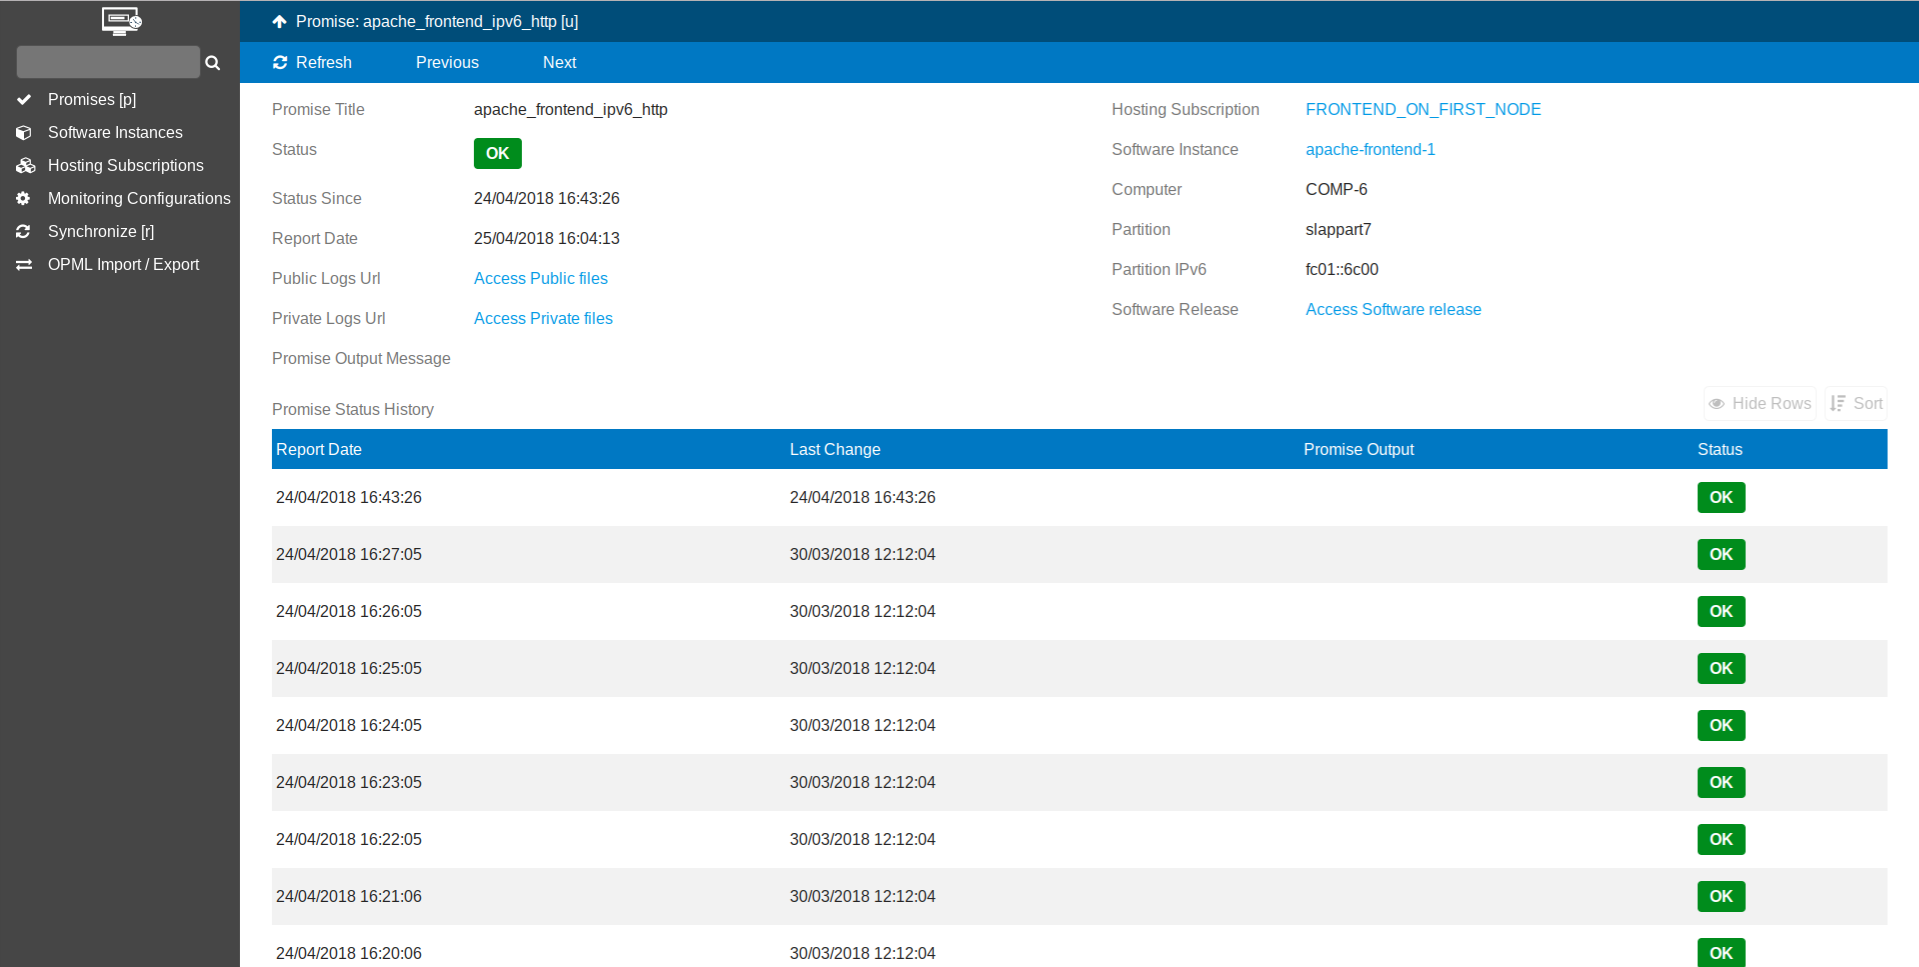 Promise: apache_frontend_ipv6_http [u]
Refresh Previous Next
Promises [p]
Software Instances
Hosting Subscriptions
Monitoring Configurations
Synchronize [r]
OPML Import / Export
Promise Title apache_frontend_ipv6_http
Status OK
Status Since 24/04/2018 16:43:26
Report Date 25/04/2018 16:04:13
Public Logs Url Access Public files
Private Logs Url Access Private files
Promise Output Message
Hosting Subscription FRONTEND_ON_FIRST_NODE
Software Instance apache-frontend-1
Computer COMP-6
Partition slappart7
Partition IPv6 fc01::6c00
Software Release Access Software release
Promise Status History
Hide Rows Sort
Report Date Last Change Promise Output Status
24/04/2018 16:43:26 24/04/2018 16:43:26 OK
24/04/2018 16:27:05 30/03/2018 12:12:04 OK
24/04/2018 16:26:05 30/03/2018 12:12:04 OK
24/04/2018 16:25:05 30/03/2018 12:12:04 OK
24/04/2018 16:24:05 30/03/2018 12:12:04 OK
24/04/2018 16:23:05 30/03/2018 12:12:04 OK
24/04/2018 16:22:05 30/03/2018 12:12:04 OK
24/04/2018 16:21:06 30/03/2018 12:12:04 OK
24/04/2018 16:20:06 30/03/2018 12:12:04 OK